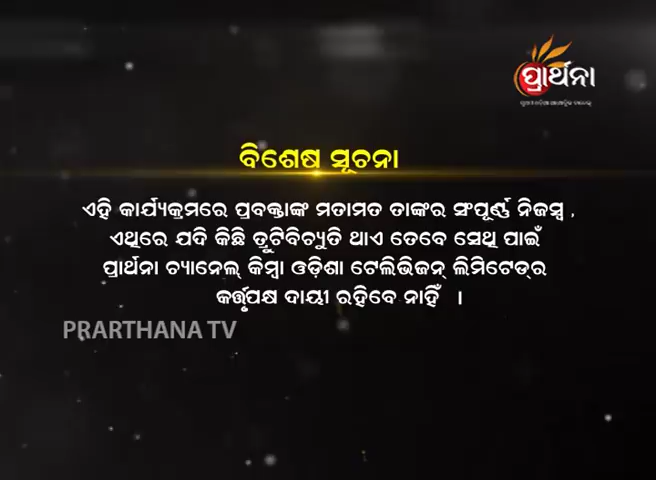 ପ୍ରାର୍ଥନା
ବିଶେଷ ସୂଚନା
ଏହି କାର୍ଯ୍ୟକ୍ରମରେ ପ୍ରବକ୍ତାଙ୍କ ମତାମତ ତାଙ୍କର ସଂପୂର୍ଣ୍ଣ ନିଜସ୍ୱ ,
ଏଥିରେ ଯଦି କିଛି ତ୍ରୁଟିବିଚ୍ୟୁତି ଥାଏ ତେବେ ସେଥି ପାଇଁ
ପ୍ରାର୍ଥନା ଚ୍ୟାନେଲ୍ କିମ୍ବା ଓଡ଼ିଶା ଟେଲିଭିଜନ୍ ଲିମିଟେଡ୍‌ର
କର୍ତ୍ତୃପକ୍ଷ ଦାୟୀ ରହିବେ ନାହିଁ ।
PRARTHANA TV